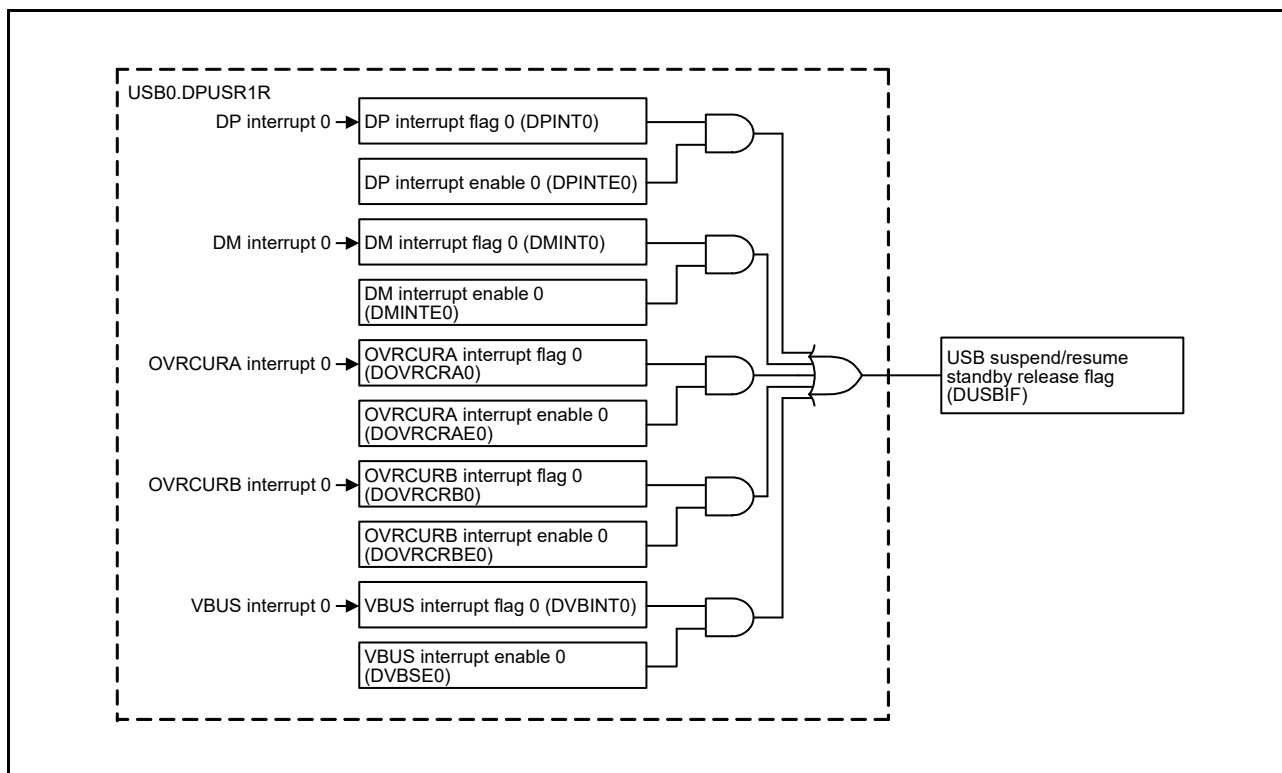 USB0.DPUSR1R
DP interrupt 0
DP interrupt flag 0 (DPINT0)
DP interrupt enable 0 (DPINTE0)
DM interrupt 0
DM interrupt flag 0 (DMINT0)
DM interrupt enable 0
(DMINTE0)
OVRCURA interrupt 0
OVRCURA interrupt flag 0
(DOVRCRA0)
OVRCURA interrupt enable 0
(DOVRCRAE0)
OVRCURB interrupt 0
OVRCURB interrupt flag 0
(DOVRCRB0)
OVRCURB interrupt enable 0
(DOVRCRBE0)
VBUS interrupt 0
VBUS interrupt flag 0 (DVBINT0)
VBUS interrupt enable 0
(DVBSE0)
USB suspend/resume
standby release flag
(DUSBIF)